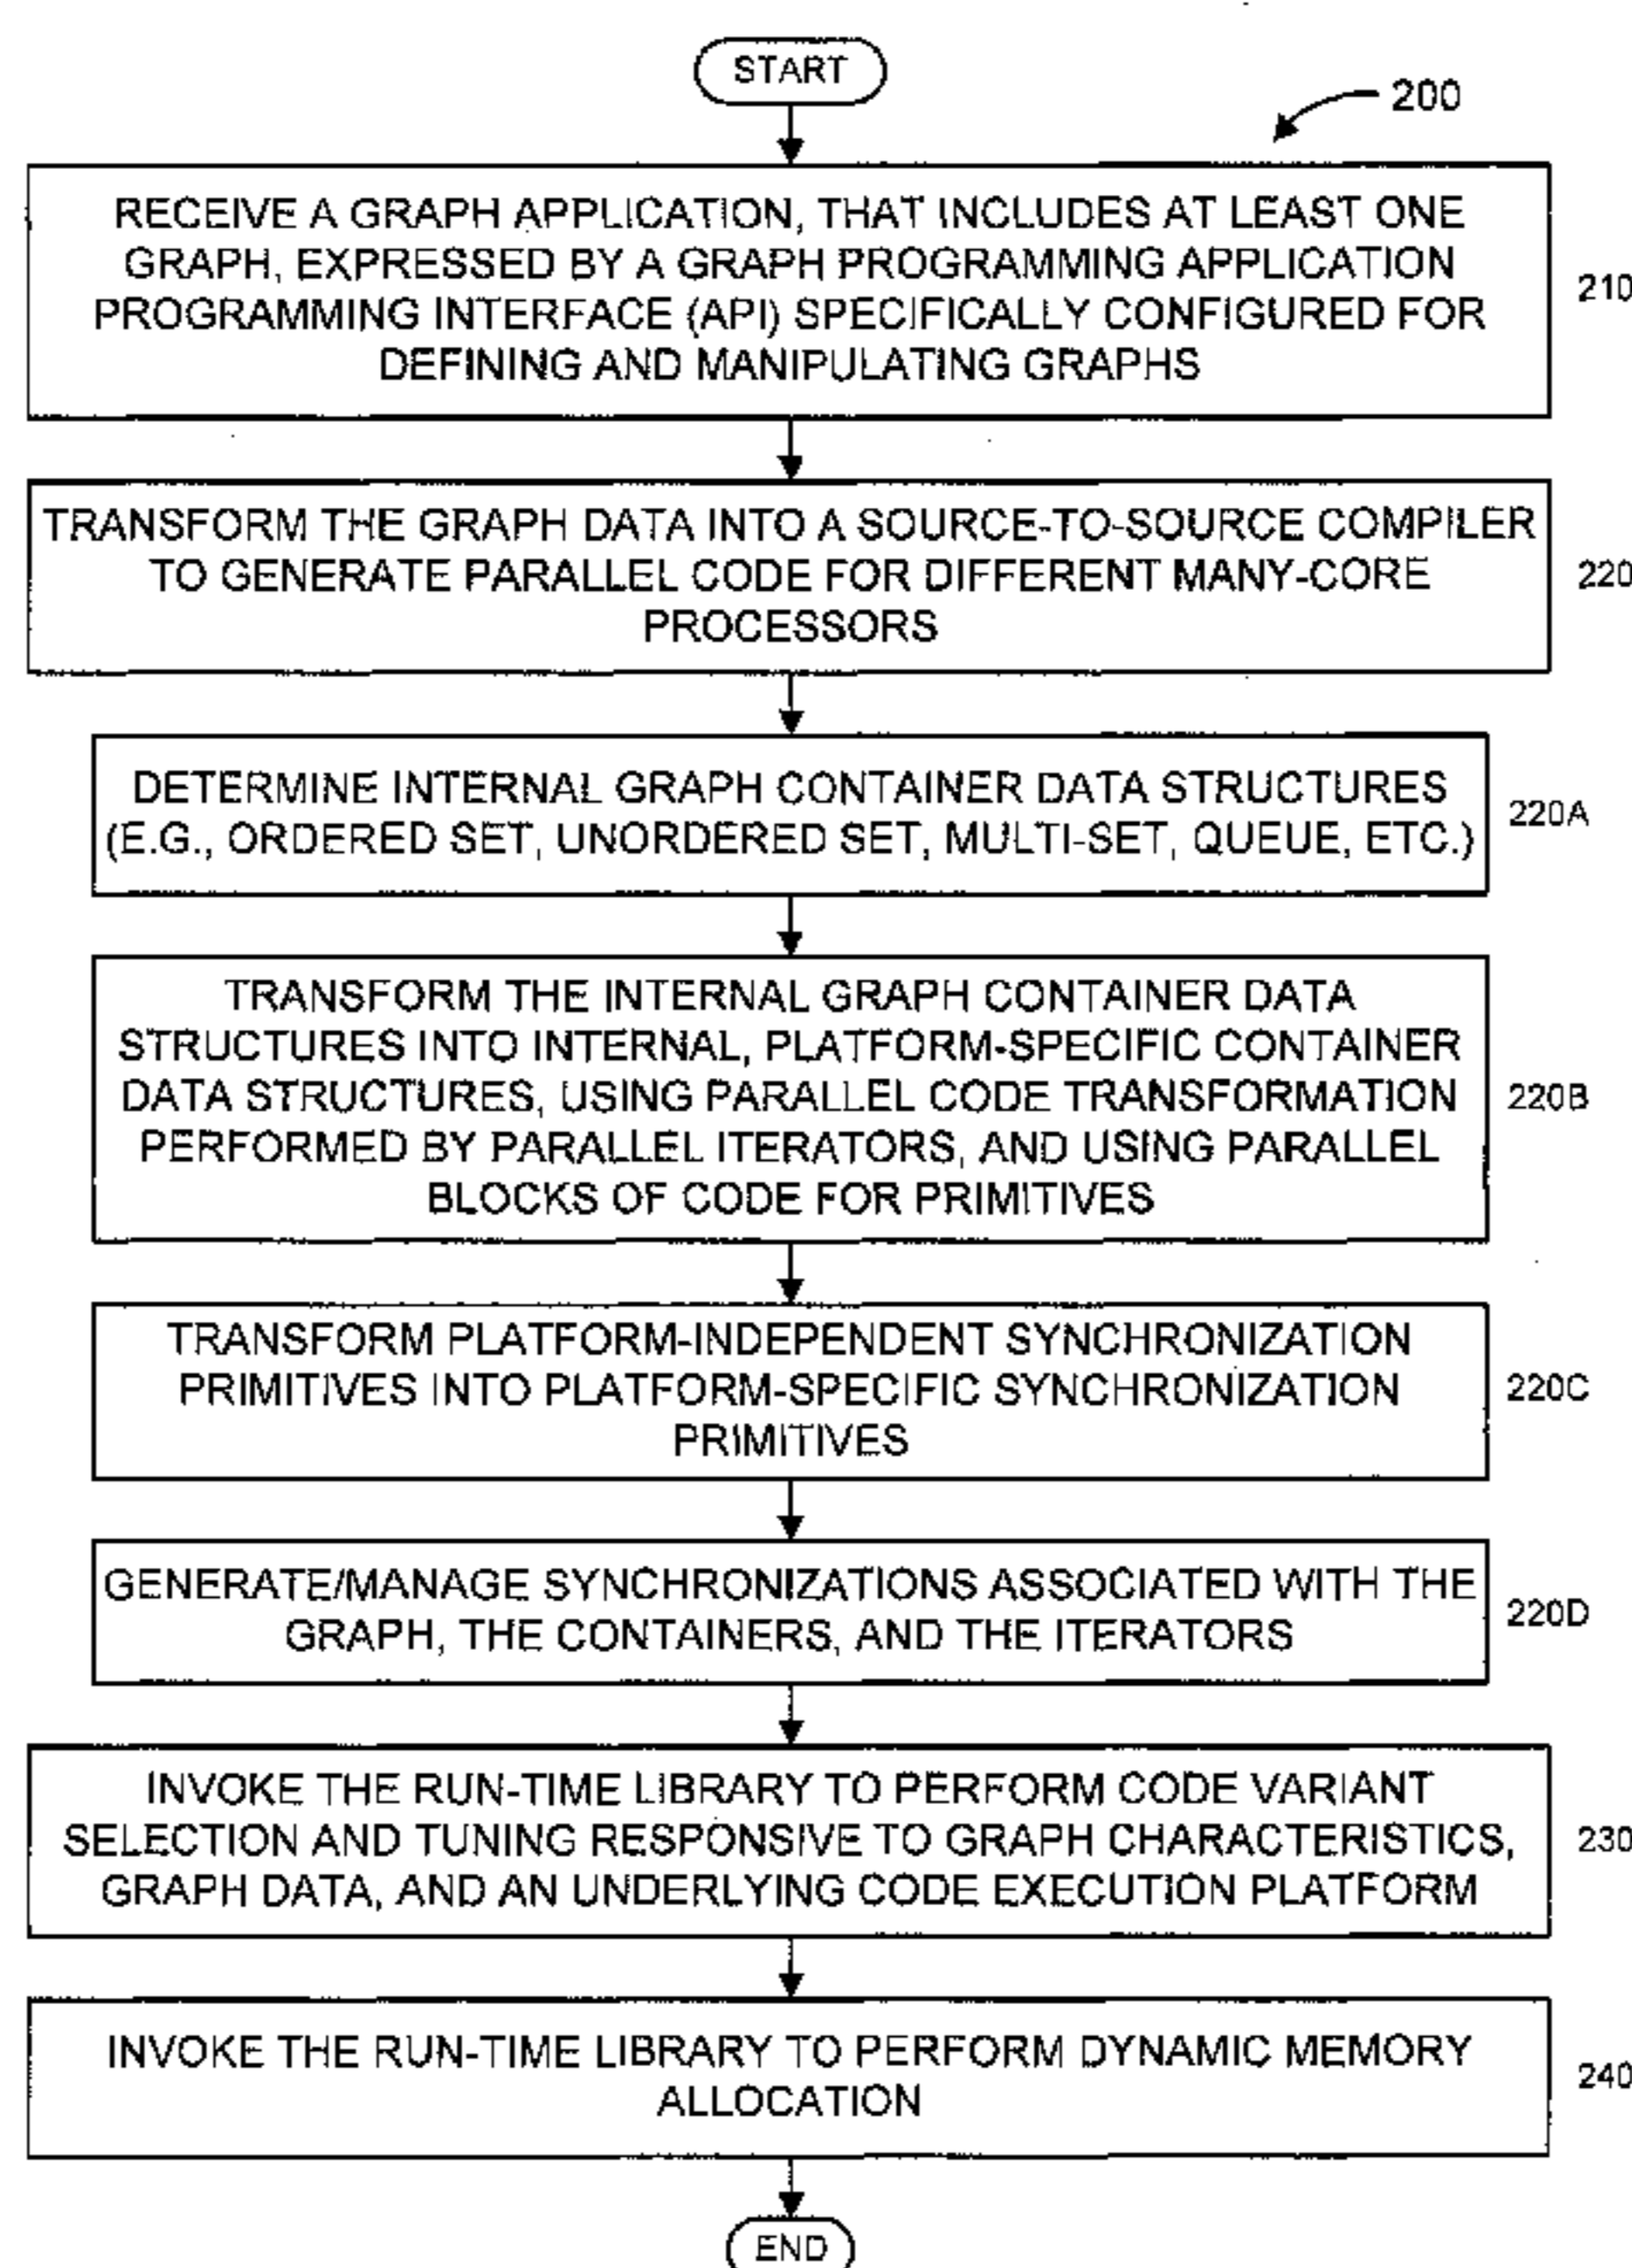 START
200
RECEIVE A GRAPH APPLICATION, THAT INCLUDES AT LEAST ONE
GRAPH, EXPRESSED BY A GRAPH PROGRAMMING APPLICATION
PROGRAMMING INTERFACE (API) SPECIFICALLY CONFIGURED FOR
DEFINING AND MANIPULATING GRAPHS
210
TRANSFORM THE GRAPH DATA INTO A SOURCE-TO-SOURCE COMPILER
TO GENERATE PARALLEL CODE FOR DIFFERENT MANY-CORE
PROCESSORS
220
DETERMINE INTERNAL GRAPH CONTAINER DATA STRUCTURES
(E.G., ORDERED SET, UNORDERED SET, MULTI-SET, QUEUE, ETC.)
220A
TRANSFORM THE INTERNAL GRAPH CONTAINER DATA
STRUCTURES INTO INTERNAL, PLATFORM-SPECIFIC CONTAINER
DATA STRUCTURES, USING PARALLEL CODE TRANSFORMATION
PERFORMED BY PARALLEL ITERATORS, AND USING PARALLEL
BLOCKS OF CODE FOR PRIMITIVES
220B
TRANSFORM PLATFORM-INDEPENDENT SYNCHRONIZATION
PRIMITIVES INTO PLATFORM-SPECIFIC SYNCHRONIZATION
PRIMITIVES
220C
GENERATE/MANAGE SYNCHRONIZATIONS ASSOCIATED WITH THE
GRAPH, THE CONTAINERS, AND THE ITERATORS
220D
INVOKE THE RUN-TIME LIBRARY TO PERFORM CODE VARIANT
SELECTION AND TUNING RESPONSIVE TO GRAPH CHARACTERISTICS,
GRAPH DATA, AND AN UNDERLYING CODE EXECUTION PLATFORM
230
INVOKE THE RUN-TIME LIBRARY TO PERFORM DYNAMIC MEMORY
ALLOCATION
240
END